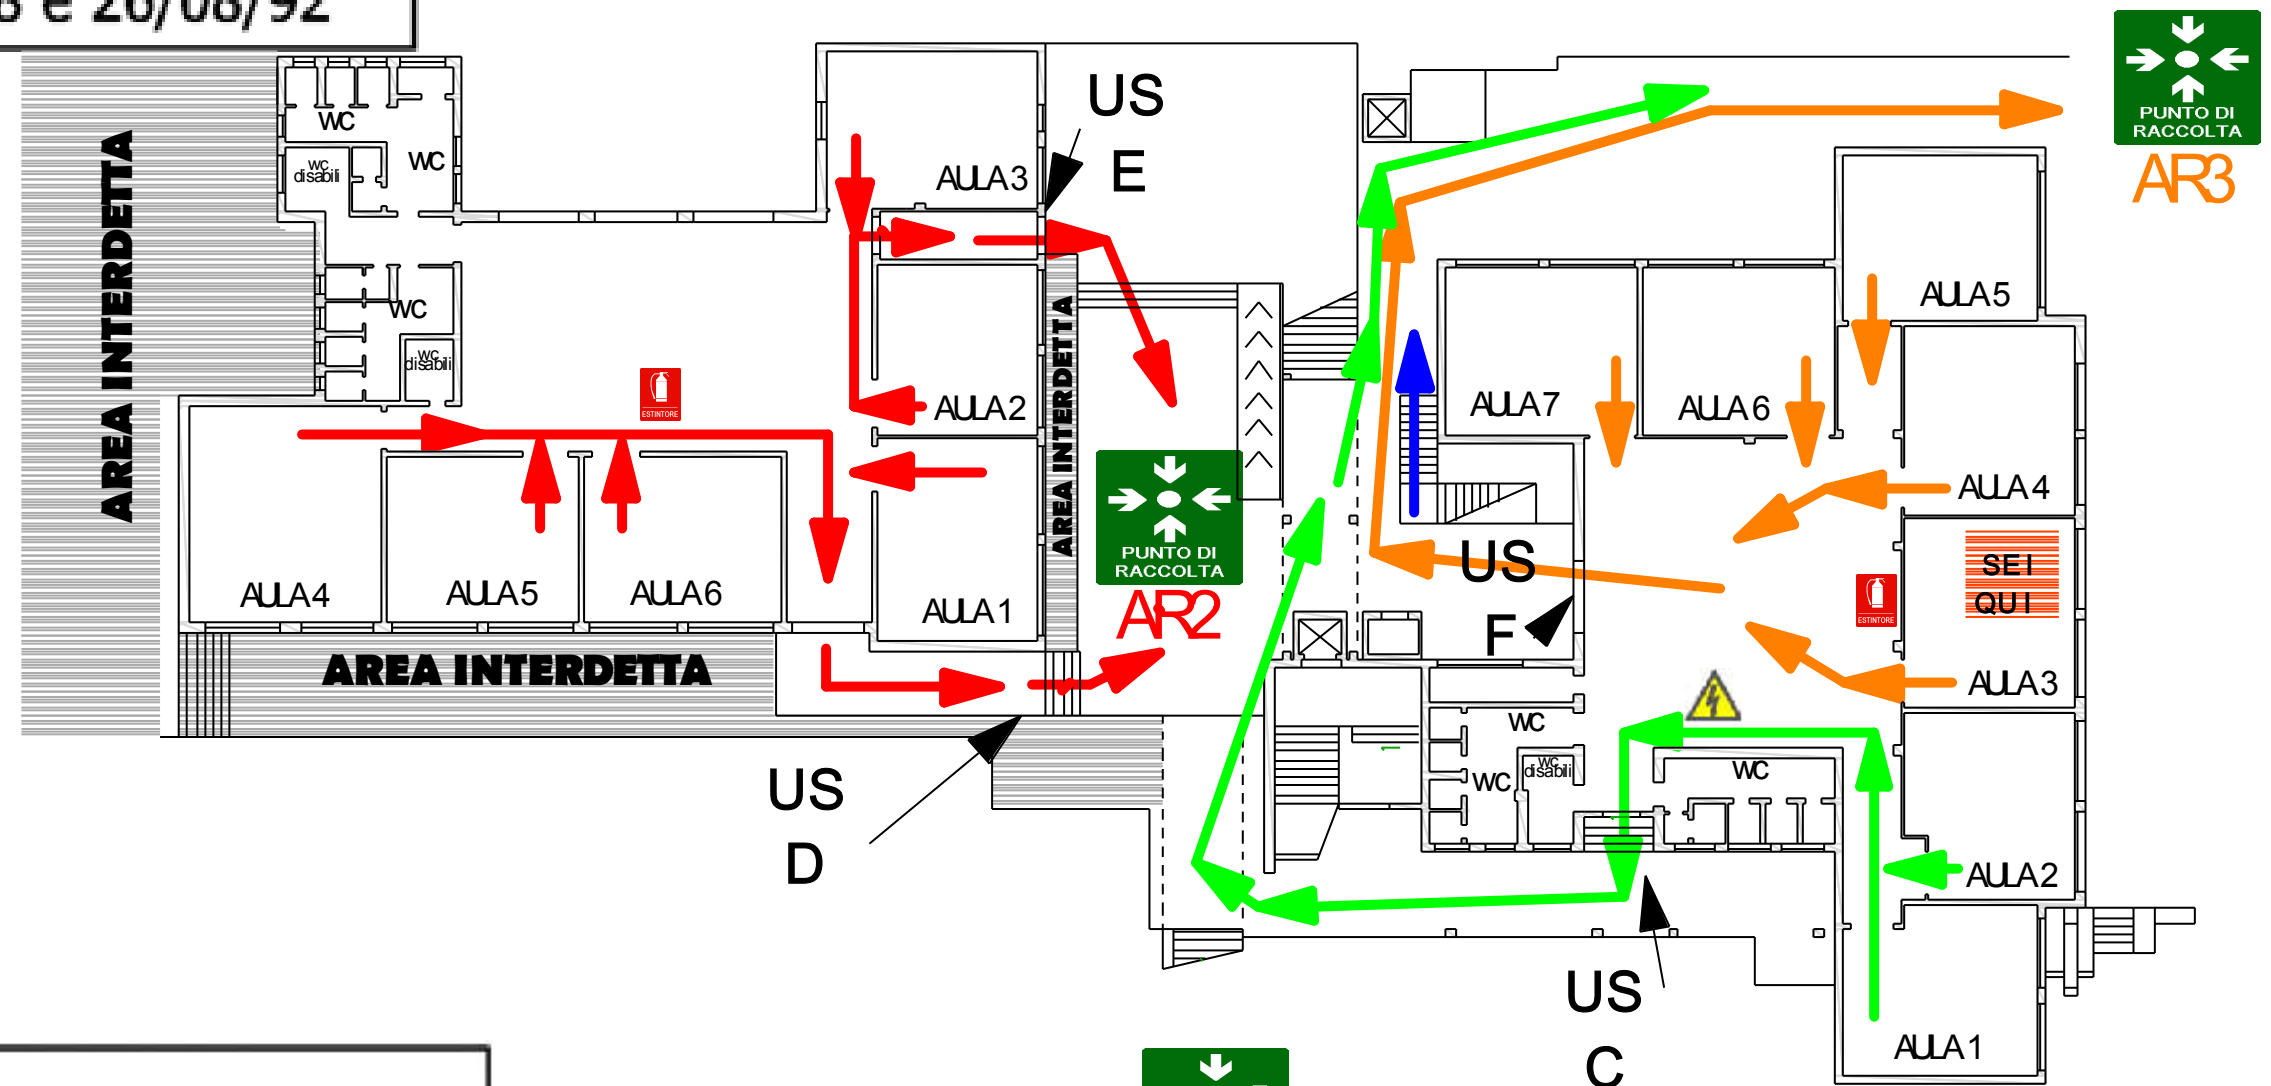 e 26/08/92
PUNTO DI
RACCOLTA
AR3
US
E
WC
WC
wc
disabili
AULA 3
AREA INTERDETTA
AULA 5
WC
wc
disabili
ESTINTORE
AULA 2
AREA INTERDETTA
AULA 7
AULA 6
AULA 4
PUNTO DI
RACCOLTA
AR2
US
F
SEI
QUI
ESTINTORE
AULA 4
AULA 5
AULA 6
AULA 1
AREA INTERDETTA
AULA 3
WC
WC
wc
disabili
WC
US
D
AULA 2
US
C
AULA 1